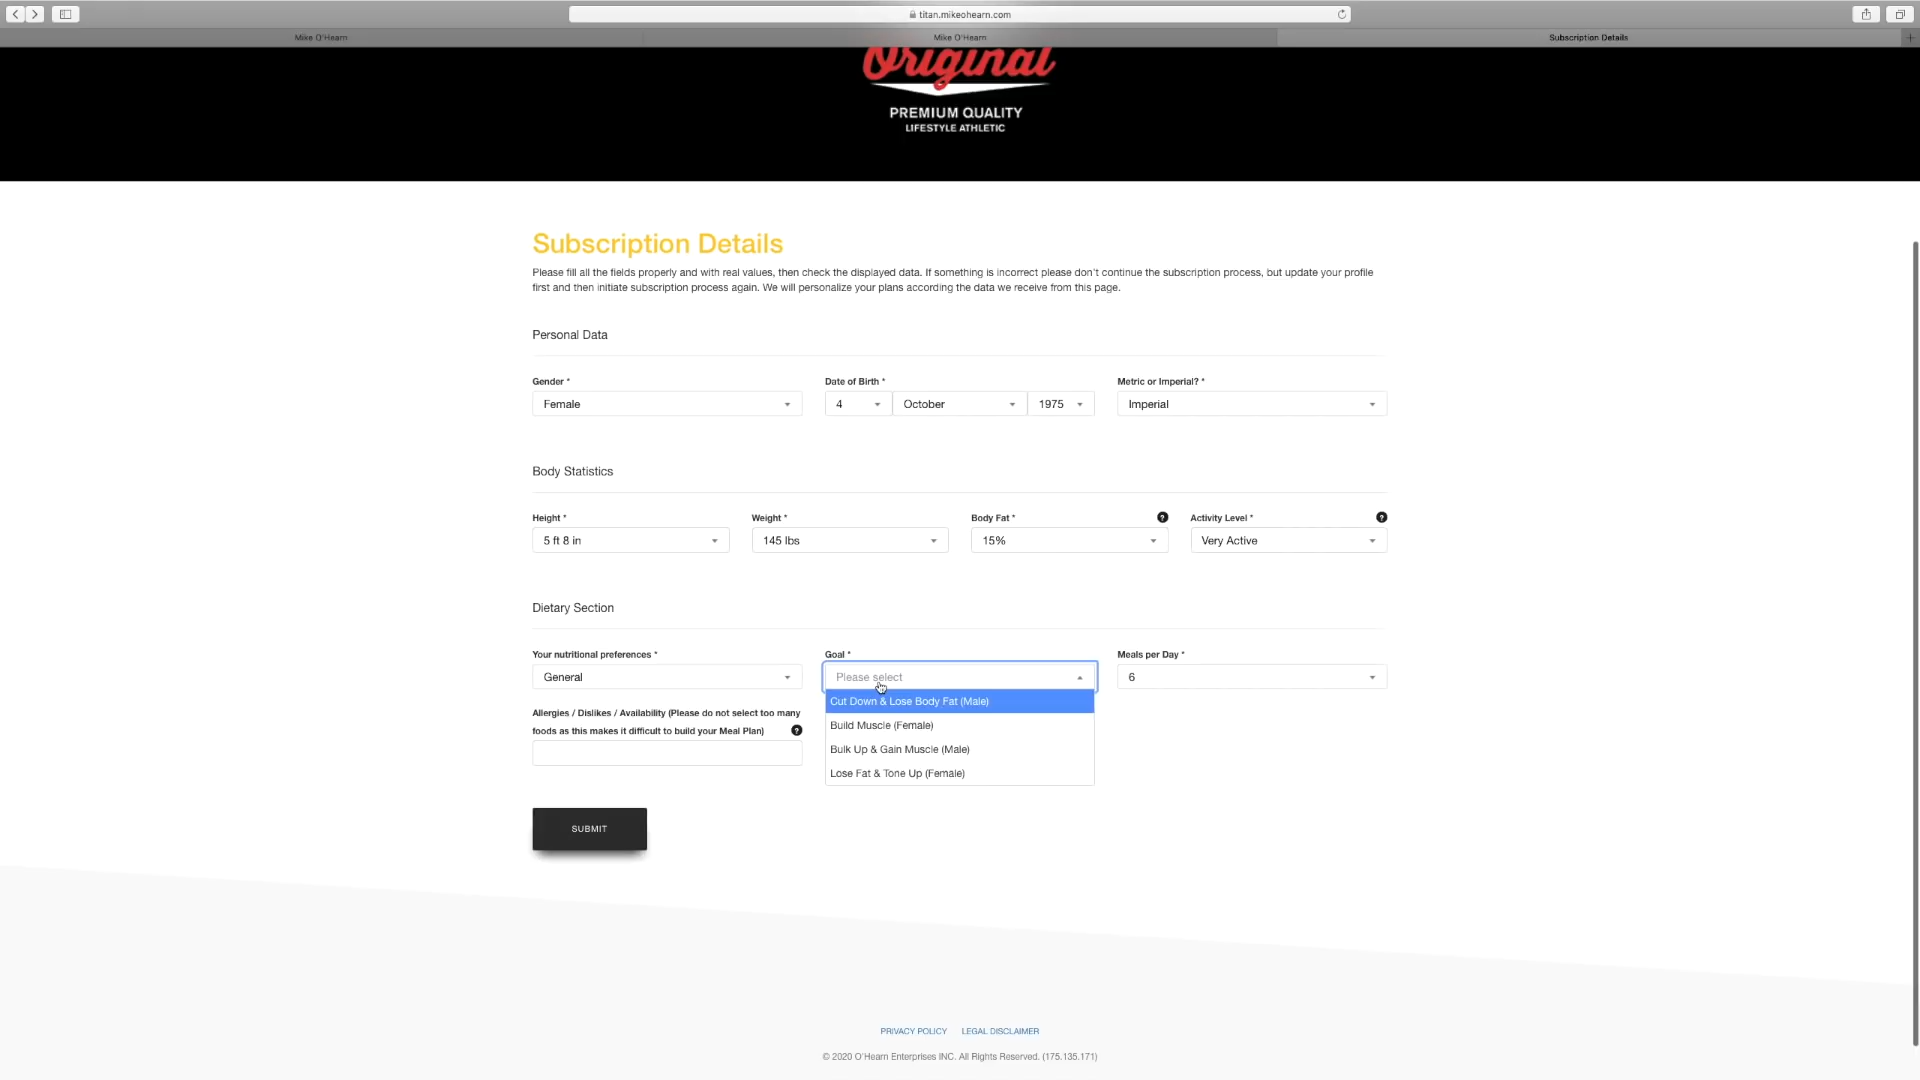 titan.mikeohearn.com
Mike O'Hearn
Mike O'Hearn
Subscription Details
Original
PREMIUM QUALITY
LIFESTYLE ATHLETIC
Subscription Details
Please fill all the fields properly and with real values, then check the displayed data. If something is incorrect please don't continue the subscription process, but update your profile
first and then initiate subscription process again. We will personalize your plans according the data we receive from this page.
Personal Data
Gender *
Date of Birth *
Metric or Imperial? *
Female
4
October
1975
Imperial
Body Statistics
Height *
Weight *
Body Fat *
?
Activity Level *
?
5 ft 8 in
145 lbs
15%
Very Active
Dietary Section
Your nutritional preferences *
Goal *
Meals per Day *
General
Please select
6
Cut Down & Lose Body Fat (Male)
Build Muscle (Female)
Bulk Up & Gain Muscle (Male)
Lose Fat & Tone Up (Female)
Allergies / Dislikes / Availability (Please do not select too many
foods as this makes it difficult to build your Meal Plan)
?
SUBMIT
PRIVACY POLICY
LEGAL DISCLAIMER
© 2020 O'Hearn Enterprises INC. All Rights Reserved. (175.135.171)